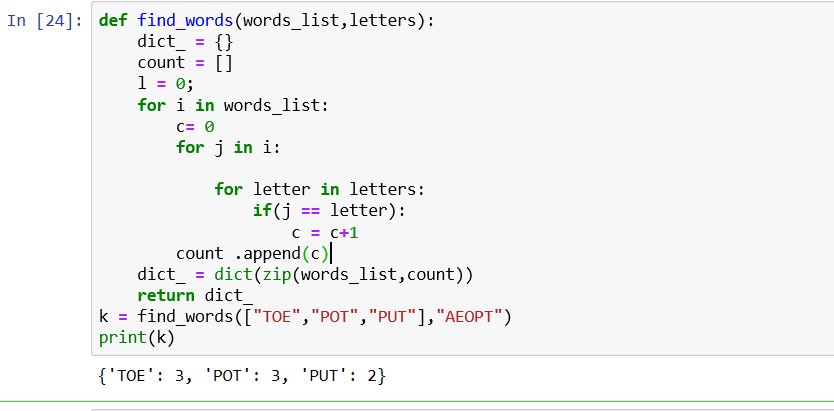 In [24]: def find_words(words_list,letters):
    dict_ = {}
    count = []
    l = 0;
    for i in words_list:
        c= 0
        for j in i:
            for letter in letters:
                if(j == letter):
                    c = c+1
        count .append(c)
    dict_ = dict(zip(words_list,count))
    return dict_
k = find_words(["TOE","POT","PUT"],"AEOPT")
print(k)
{'TOE': 3, 'POT': 3, 'PUT': 2}